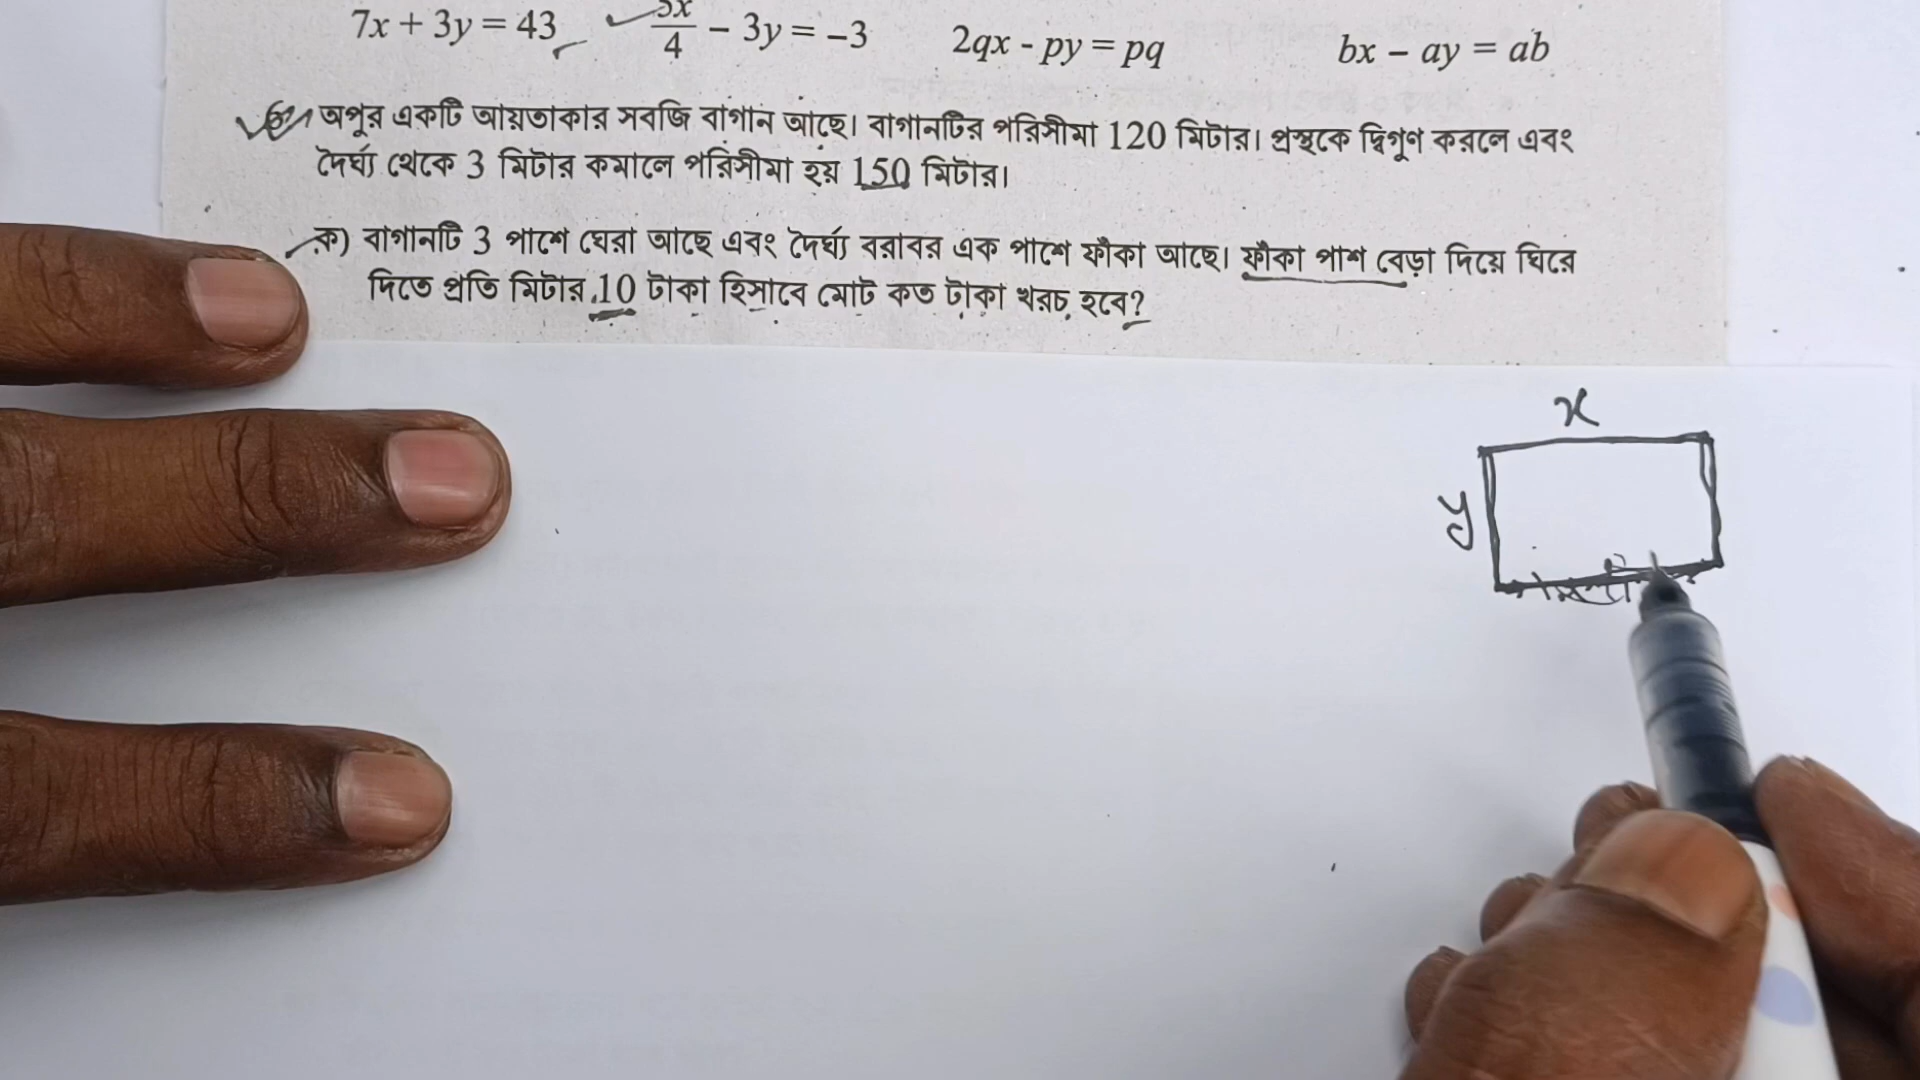 7x + 3y = 43 x/4 − 3y = −3 2qx - py = pq bx − ay = ab
অপুর একটি আয়তাকার সবজি বাগান আছে। বাগানটির পরিসীমা 120 মিটার। প্রস্থকে দ্বিগুণ করলে এবং
দৈর্ঘ্য থেকে 3 মিটার কমালে পরিসীমা হয় 150 মিটার।
ক) বাগানটি 3 পাশে ঘেরা আছে এবং দৈর্ঘ্য বরাবর এক পাশে ফাঁকা আছে। ফাঁকা পাশ বেড়া দিয়ে ঘিরে
দিতে প্রতি মিটার 10 টাকা হিসাবে মোট কত টাকা খরচ হবে?
x
y